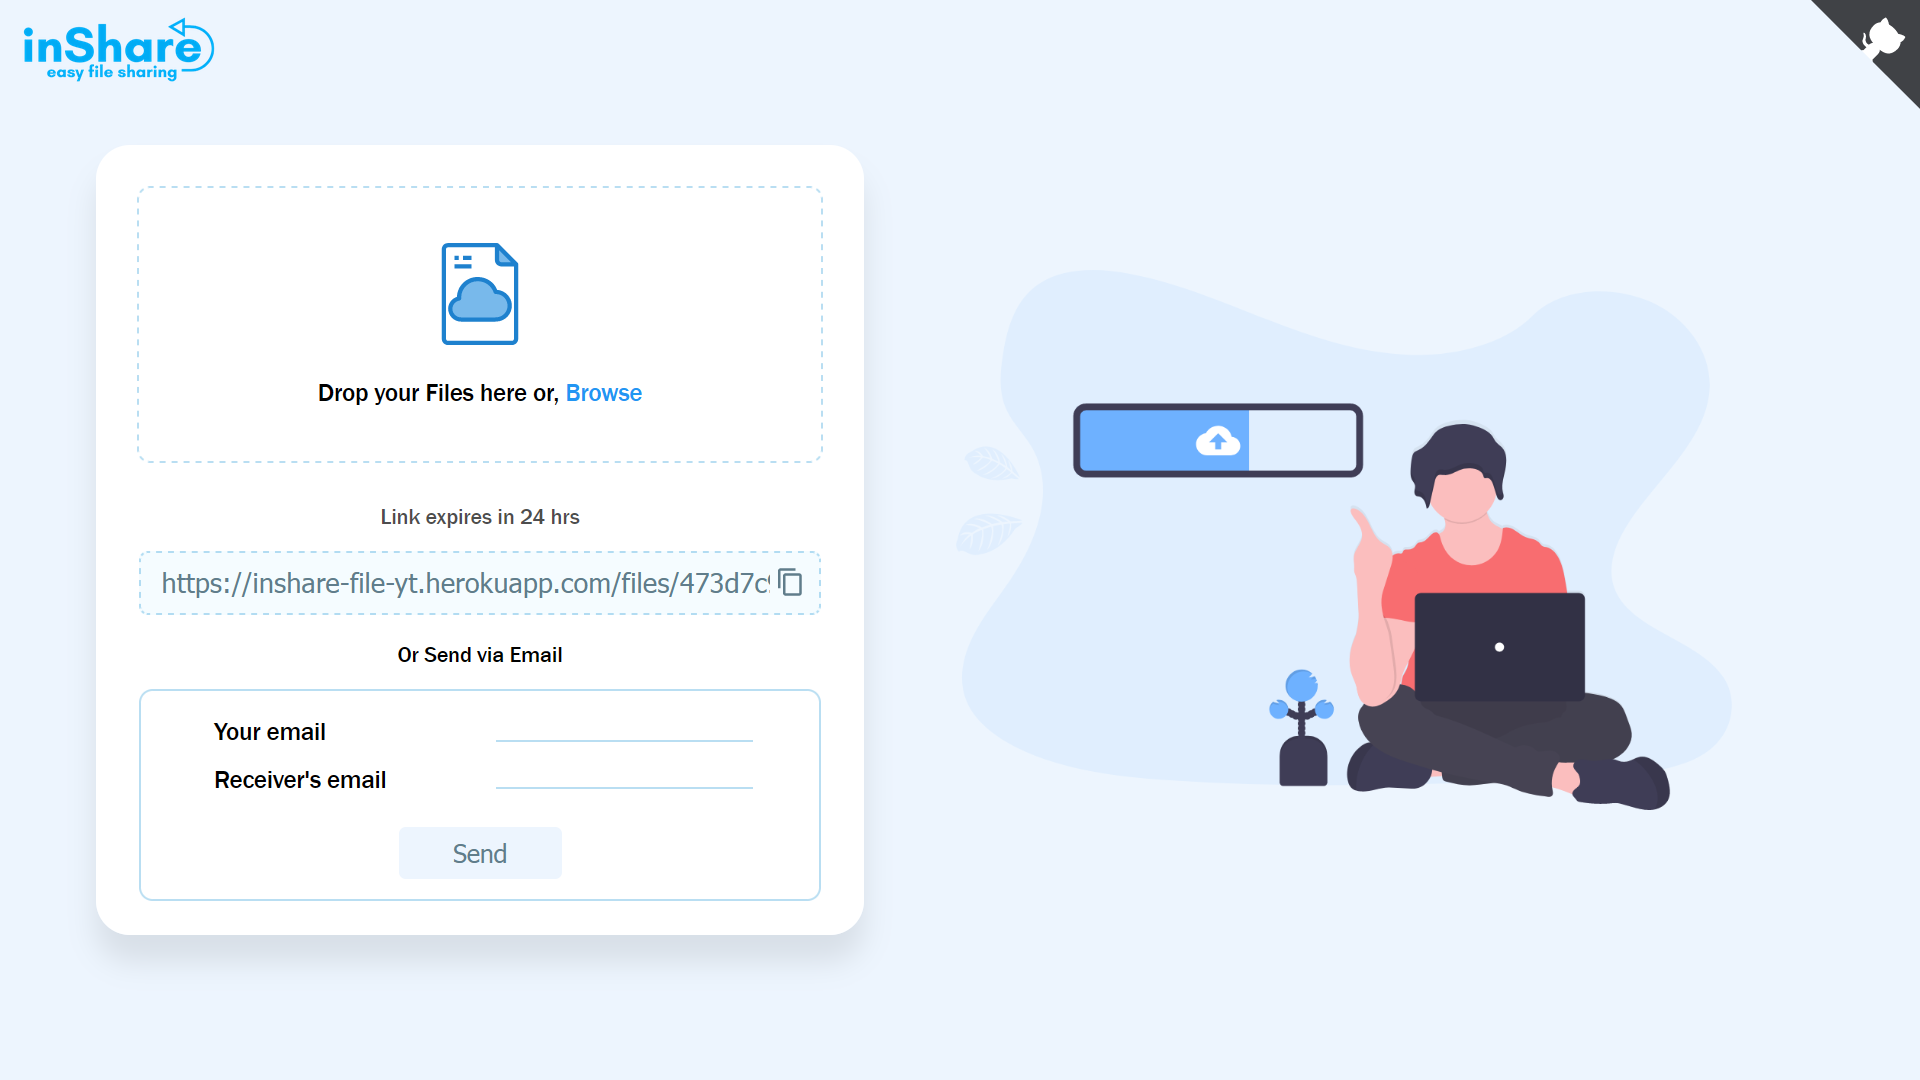 inShare
easy file sharing
Drop your Files here or, Browse
Link expires in 24 hrs
https://inshare-file-yt.herokuapp.com/files/473d7c
Or Send via Email
Your email
Receiver's email
Send